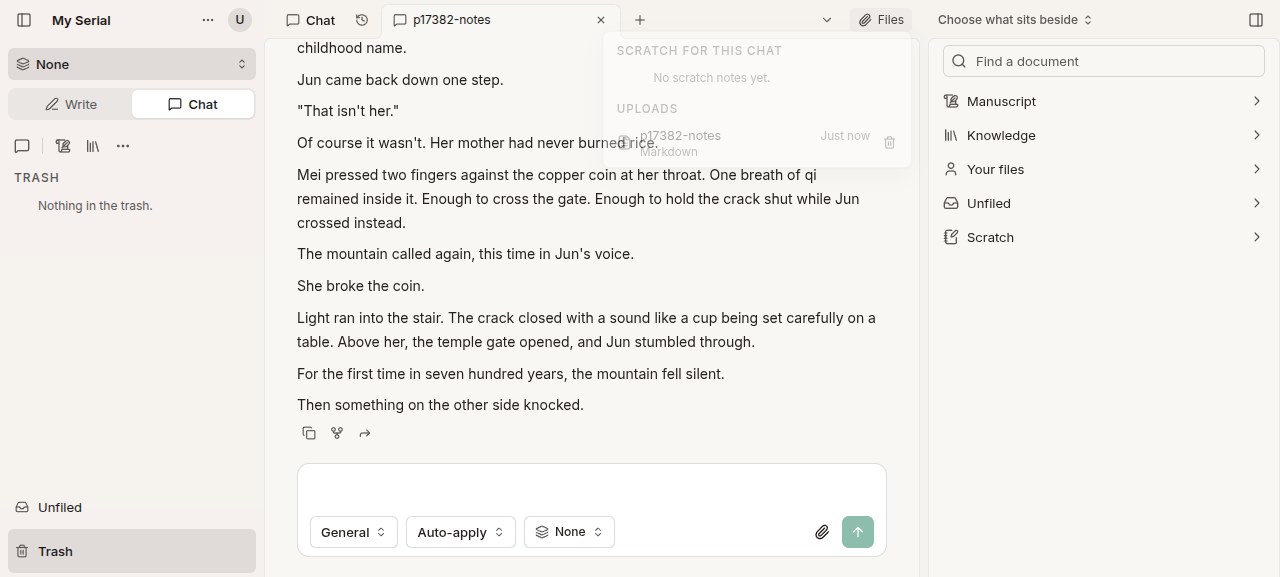 My Serial
U
None
Write
Chat
TRASH
Nothing in the trash.
Unfiled
Trash
Chat
p17382-notes
Files
childhood name.
Jun came back down one step.
"That isn't her."
Of course it wasn't. Her mother had never burned rice.
Mei pressed two fingers against the copper coin at her throat. One breath of qi
remained inside it. Enough to cross the gate. Enough to hold the crack shut while Jun
crossed instead.
The mountain called again, this time in Jun's voice.
She broke the coin.
Light ran into the stair. The crack closed with a sound like a cup being set carefully on a
table. Above her, the temple gate opened, and Jun stumbled through.
For the first time in seven hundred years, the mountain fell silent.
Then something on the other side knocked.
SCRATCH FOR THIS CHAT
No scratch notes yet.
UPLOADS
p17382-notes
Just now
Markdown
General
Auto-apply
None
Choose what sits beside
Find a document
Manuscript
Knowledge
Your files
Unfiled
Scratch